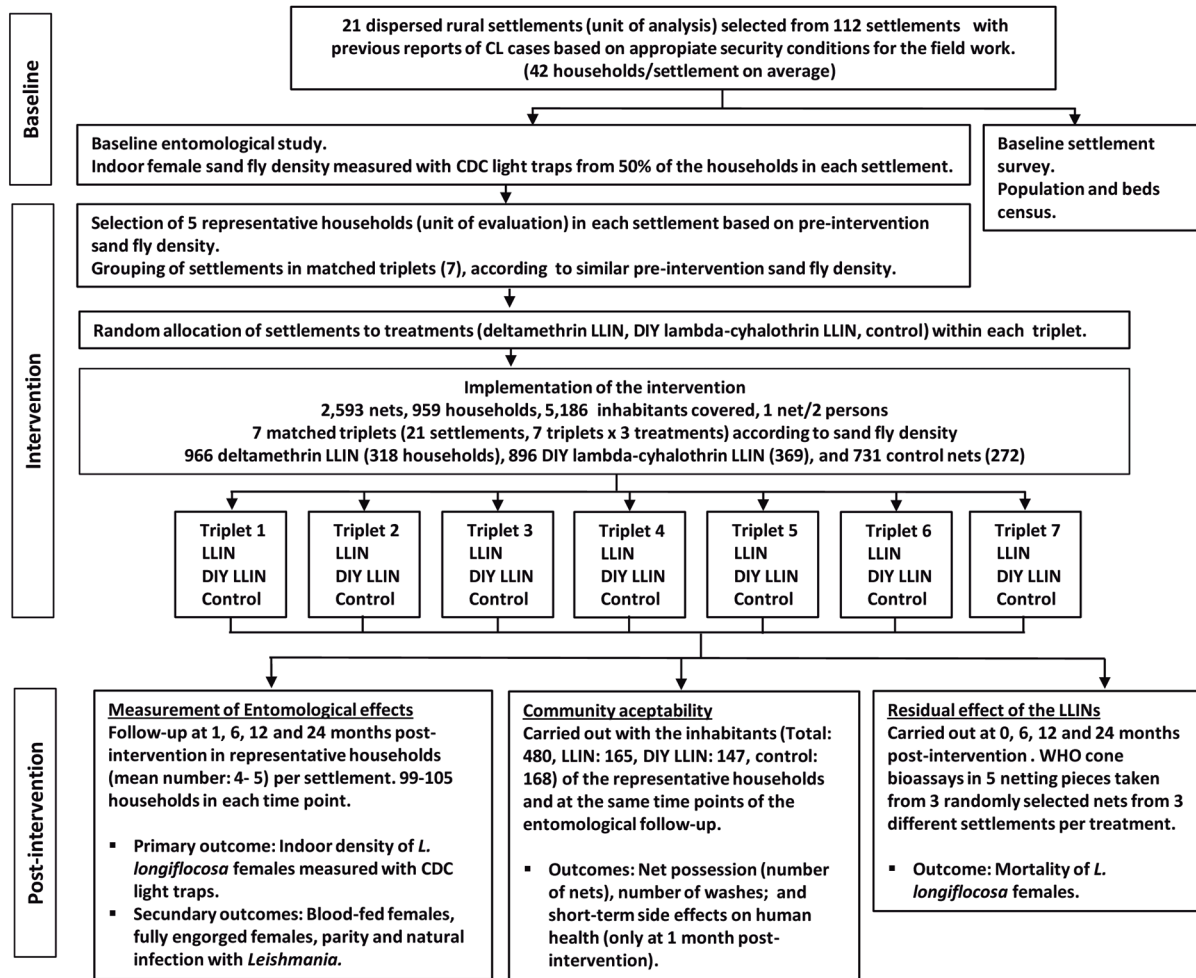 Baseline
21 dispersed rural settlements (unit of analysis) selected from 112 settlements with
previous reports of CL cases based on appropiate security conditions for the field work.
(42 households/settlement on average)
Baseline entomological study.
Indoor female sand fly density measured with CDC light traps from 50% of the households in each settlement.
Baseline settlement
survey.
Population and beds
census.
Intervention
Selection of 5 representative households (unit of evaluation) in each settlement based on pre-intervention
sand fly density.
Grouping of settlements in matched triplets (7), according to similar pre-intervention sand fly density.
Random allocation of settlements to treatments (deltamethrin LLIN, DIY lambda-cyhalothrin LLIN, control) within each triplet.
Implementation of the intervention
2,593 nets, 959 households, 5,186 inhabitants covered, 1 net/2 persons
7 matched triplets (21 settlements, 7 triplets x 3 treatments) according to sand fly density
966 deltamethrin LLIN (318 households), 896 DIY lambda-cyhalothrin LLIN (369), and 731 control nets (272)
Triplet 1
LLIN
DIY LLIN
Control
Triplet 2
LLIN
DIY LLIN
Control
Triplet 3
LLIN
DIY LLIN
Control
Triplet 4
LLIN
DIY LLIN
Control
Triplet 5
LLIN
DIY LLIN
Control
Triplet 6
LLIN
DIY LLIN
Control
Triplet 7
LLIN
DIY LLIN
Control
Post-intervention
Measurement of Entomological effects
Follow-up at 1, 6, 12 and 24 months post-
intervention in representative households
(mean number: 4- 5) per settlement. 99-105
households in each time point.
▪ Primary outcome: Indoor density of L.
longiflocosa females measured with CDC
light traps.
▪ Secundary outcomes: Blood-fed females,
fully engorged females, parity and natural
infection with Leishmania.
Community aceptability
Carried out with the inhabitants (Total:
480, LLIN: 165, DIY LLIN: 147, control:
168) of the representative households
and at the same time points of the
entomological follow-up.
▪ Outcomes: Net possession (number
of nets), number of washes; and
short-term side effects on human
health (only at 1 month post-
intervention).
Residual effect of the LLINs
Carried out at 0, 6, 12 and 24 months
post-intervention . WHO cone
bioassays in 5 netting pieces taken
from 3 randomly selected nets from 3
different settlements per treatment.
▪ Outcome: Mortality of L.
longiflocosa females.